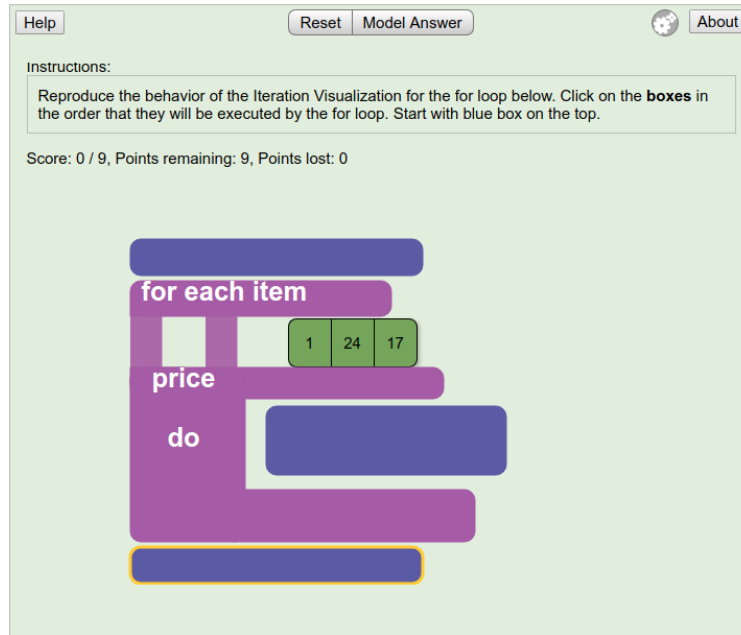 Help Reset Model Answer About
Instructions:
Reproduce the behavior of the Iteration Visualization for the for loop below. Click on the boxes in
the order that they will be executed by the for loop. Start with blue box on the top.
Score: 0 / 9, Points remaining: 9, Points lost: 0
for each item
1 24 17
price
do